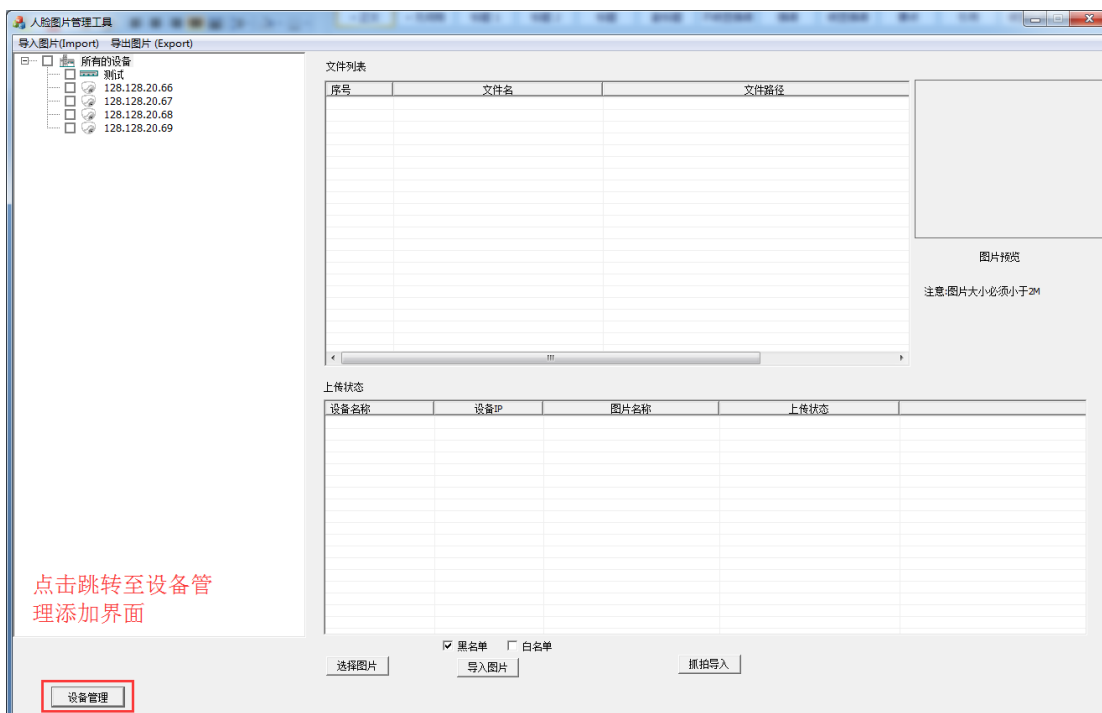 人脸图片管理工具
导入图片(Import) 导出图片 (Export)
所有的设备
测试
128.128.20.66
128.128.20.67
128.128.20.68
128.128.20.69
文件列表
序号 文件名 文件路径
图片预览
注意:图片大小必须小于2M
上传状态
设备名称 设备IP 图片名称 上传状态
点击跳转至设备管
理添加界面
黑名单 白名单
选择图片 导入图片 抓拍导入
设备管理